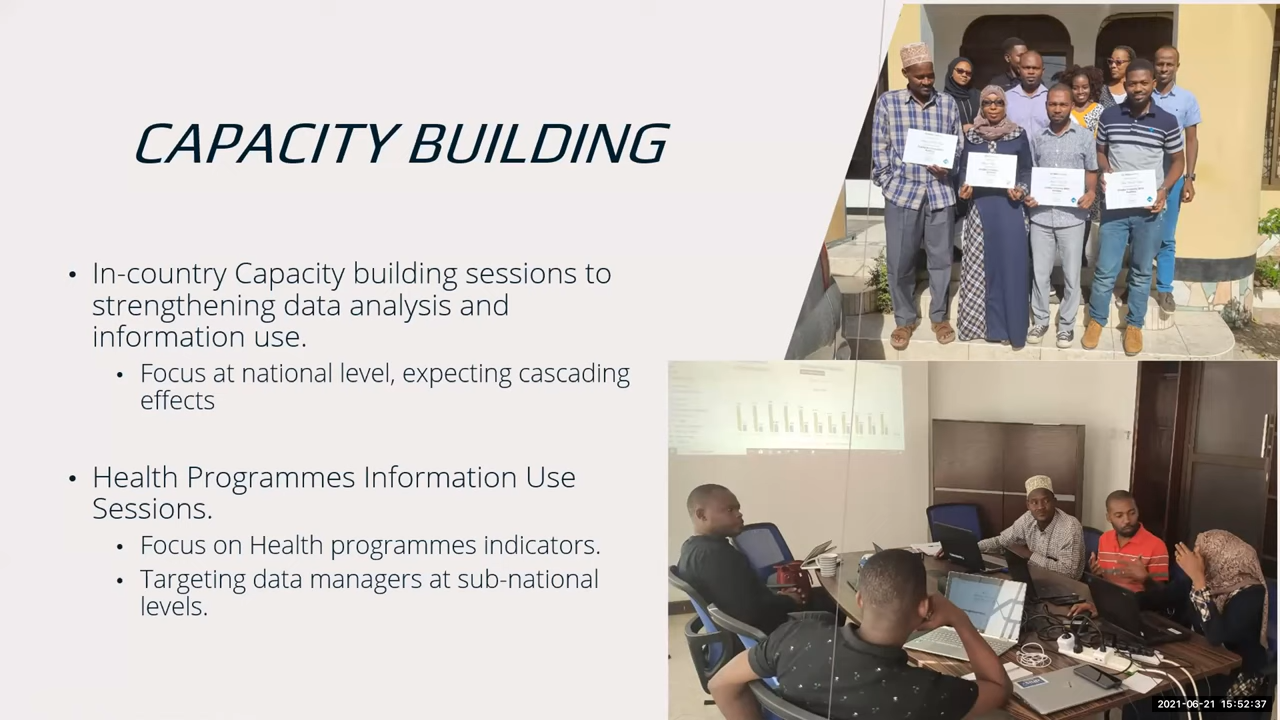 CAPACITY BUILDING
• In-country Capacity building sessions to
strengthening data analysis and
information use.
• Focus at national level, expecting cascading
effects
• Health Programmes Information Use
Sessions.
• Focus on Health programmes indicators.
• Targeting data managers at sub-national
levels.
2021-06-21 15:52:37